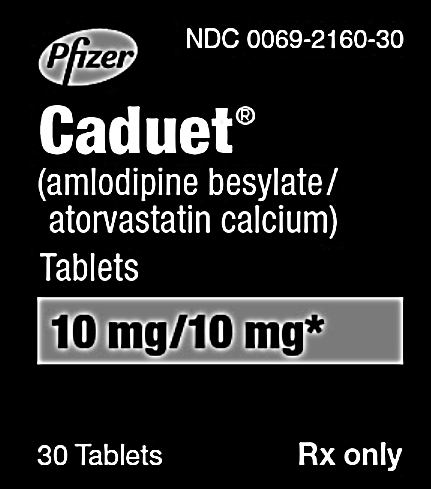 Pfizer
NDC 0069-2160-30
Caduet®
(amlodipine besylate/
atorvastatin calcium)
Tablets
10 mg/10 mg*
30 Tablets
Rx only